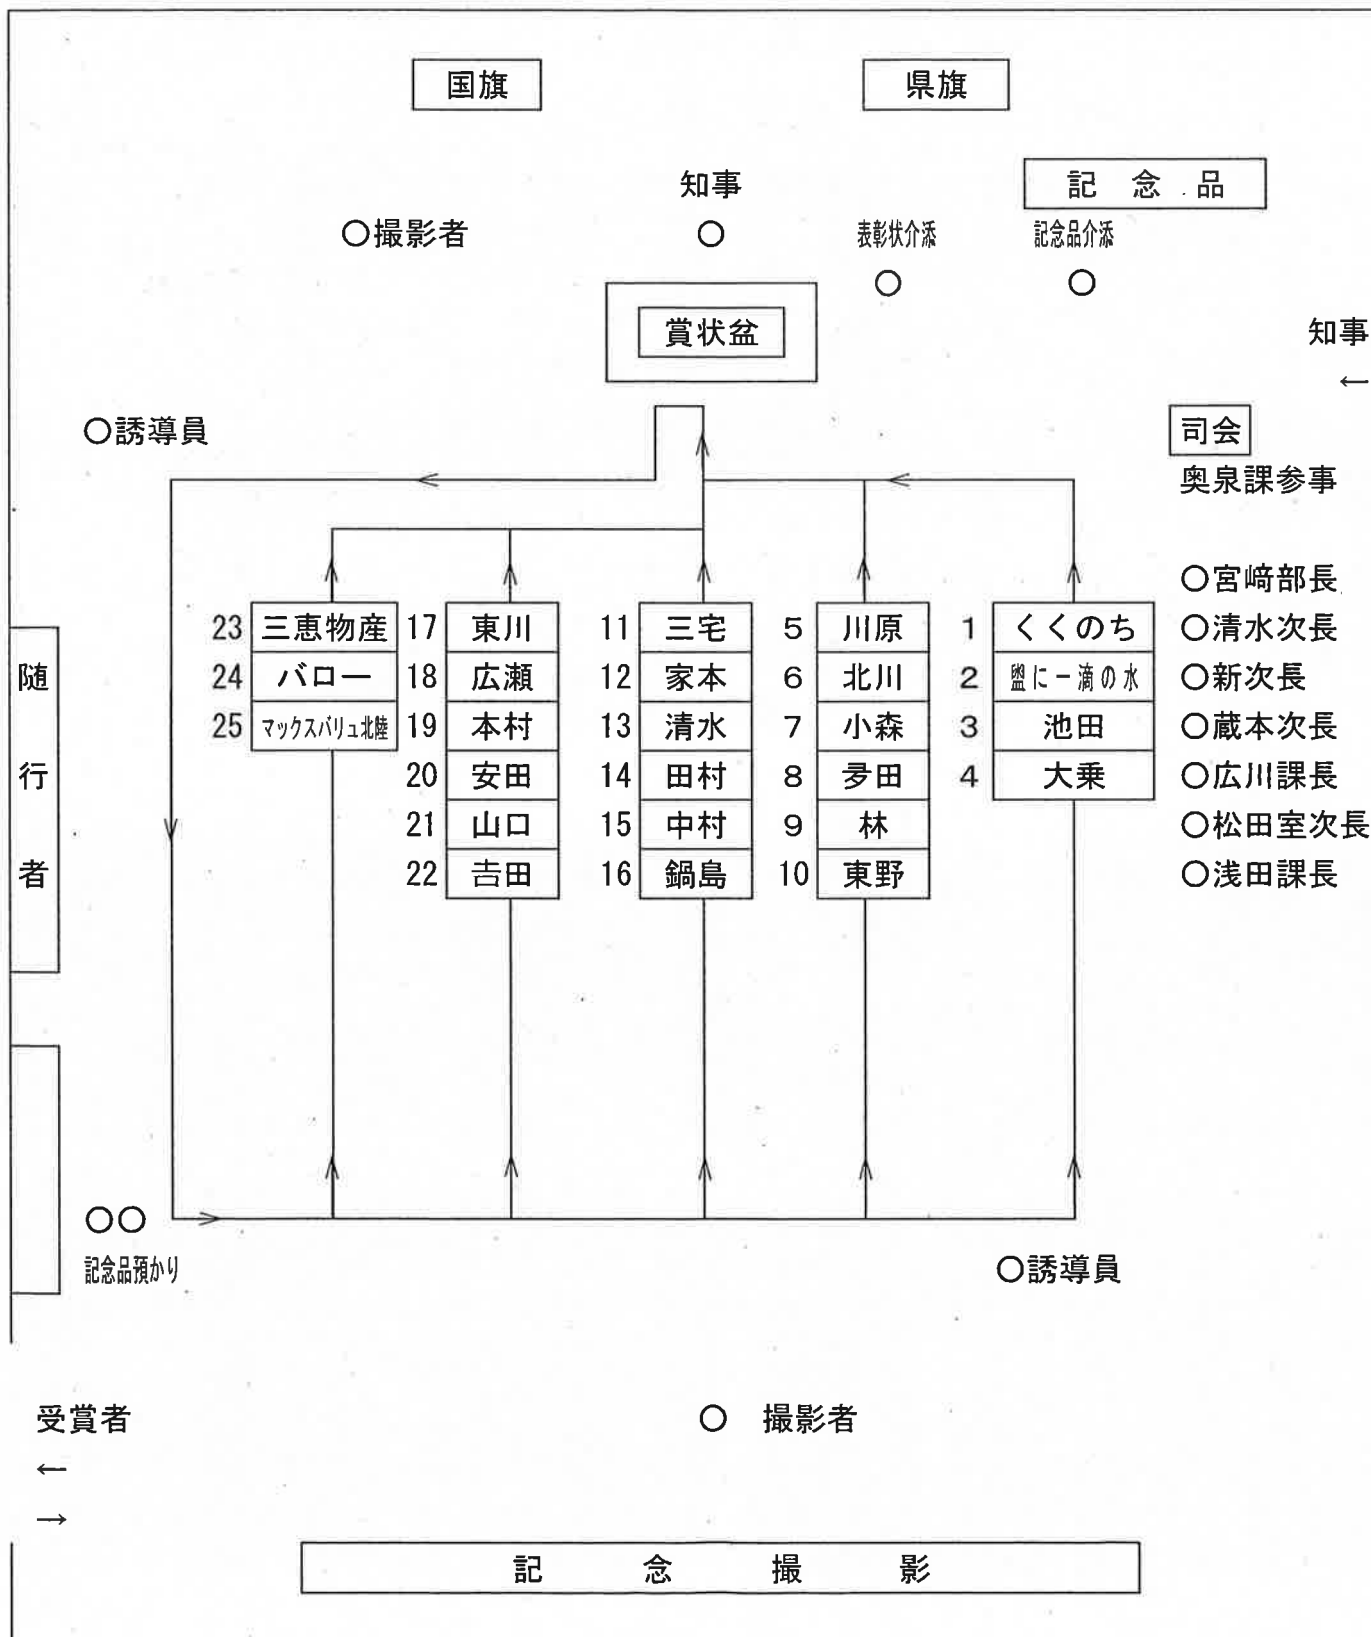 国旗
県旗
記 念 品
知事
○撮影者
○
表彰状介添
記念品介添
○
○
賞状盆
知事
←
○誘導員
司会
奥泉課参事
○宮﨑部長
23 三恵物産 17 東川 11 三宅 5 川原 1 くくのち ○清水次長
24 バロー 18 広瀬 12 家本 6 北川 2 盥に一滴の水 ○新次長
25 マックスバリュ北陸 19 本村 13 清水 7 小森 3 池田 ○蔵本次長
20 安田 14 田村 8 夛田 4 大乗 ○広川課長
21 山口 15 中村 9 林 ○松田室次長
22 𠮷田 16 鍋島 10 東野 ○浅田課長
随行者
○○
記念品預かり
○誘導員
受賞者
←
→
○ 撮影者
記 念 撮 影